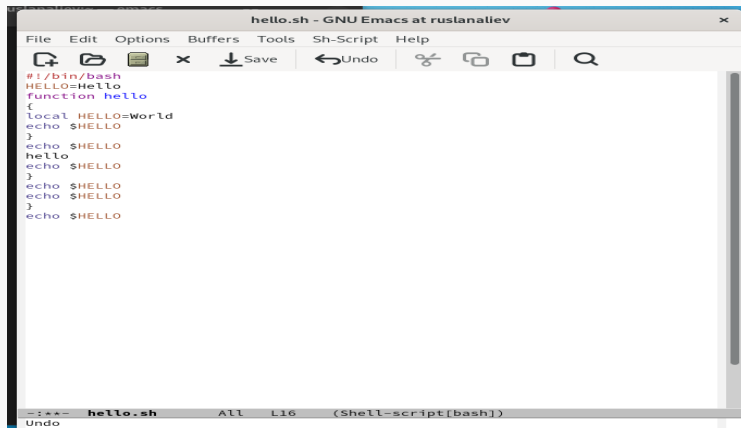 hello.sh - GNU Emacs at ruslanaliev
File Edit Options Buffers Tools Sh-Script Help
Save Undo
#!/bin/bash
HELLO=Hello
function hello
{
local HELLO=World
echo $HELLO
}
echo $HELLO
hello
echo $HELLO
}
echo $HELLO
echo $HELLO
}
echo $HELLO
-:**- hello.sh All L16 (Shell-script[bash])
Undo